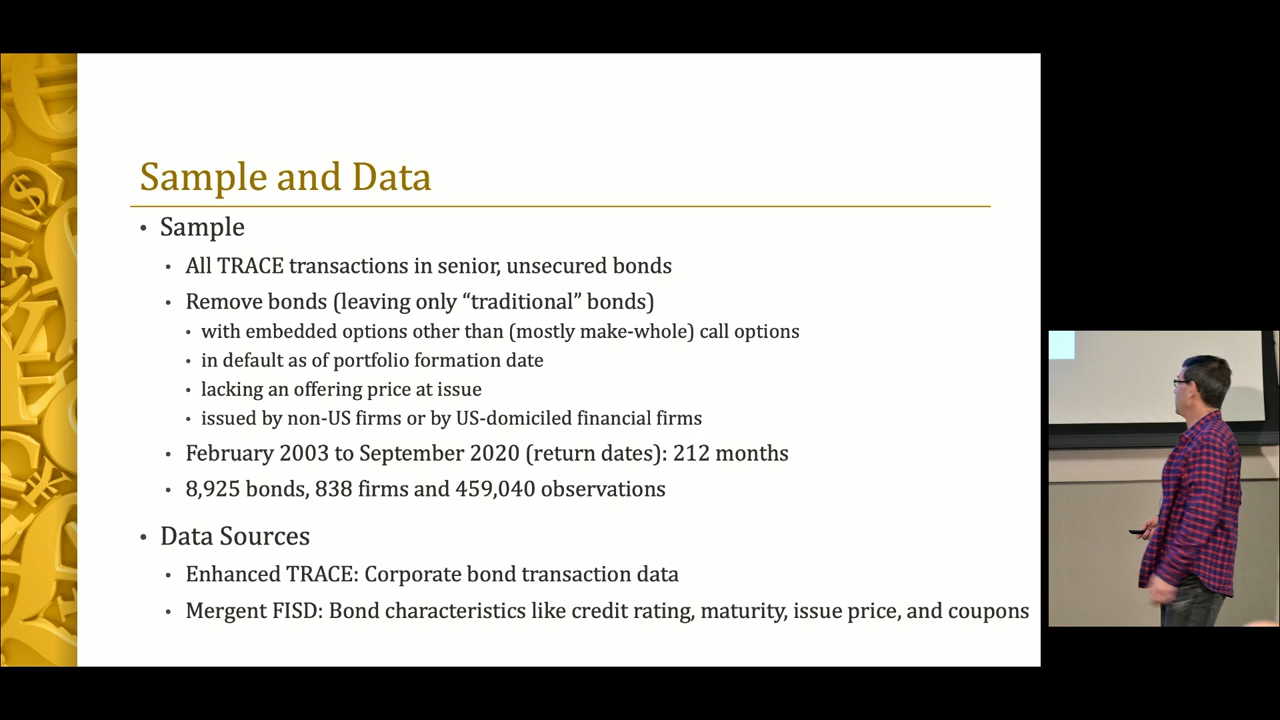 Sample and Data
• Sample
• All TRACE transactions in senior, unsecured bonds
• Remove bonds (leaving only “traditional” bonds)
• with embedded options other than (mostly make-whole) call options
• in default as of portfolio formation date
• lacking an offering price at issue
• issued by non-US firms or by US-domiciled financial firms
• February 2003 to September 2020 (return dates): 212 months
• 8,925 bonds, 838 firms and 459,040 observations
• Data Sources
• Enhanced TRACE: Corporate bond transaction data
• Mergent FISD: Bond characteristics like credit rating, maturity, issue price, and coupons